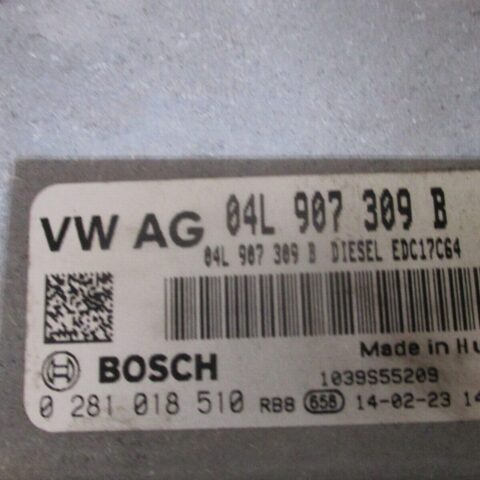 VW AG 04L 907 309 B
04L 907 309 B DIESEL EDC17C64
Made in Hu
BOSCH 1039S55209
0 281 018 510 RB8 658 14-02-23 14